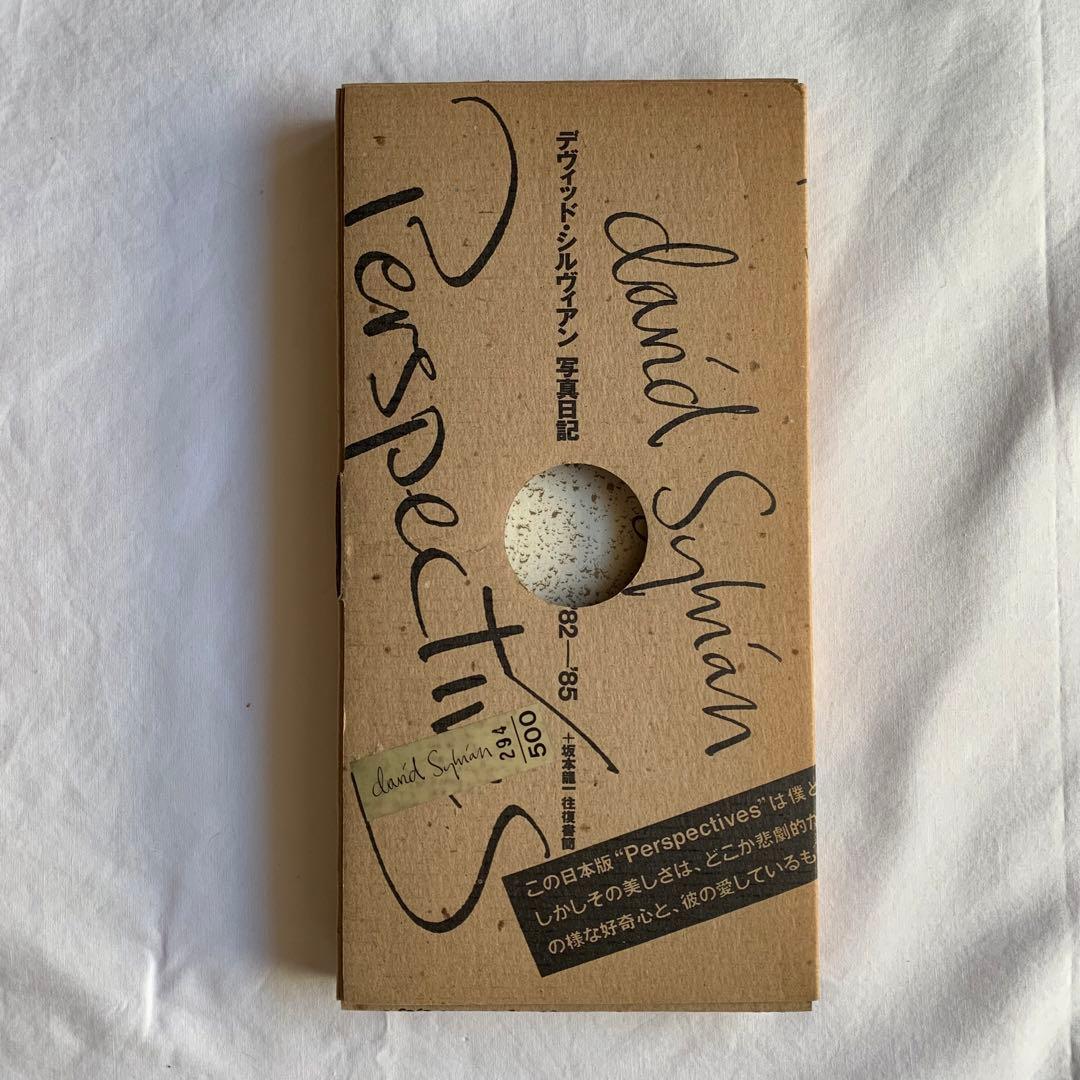 Perspectives
デヴィッド・シルヴィアン 写真日記 '82—'85
+坂本龍一 往復書簡
david Sylvian
david Sylvian
294
500
この日本版“Perspectives”は僕と
しかしその美しさは、どこか悲劇的な
の様な好奇心と、彼の愛しているも